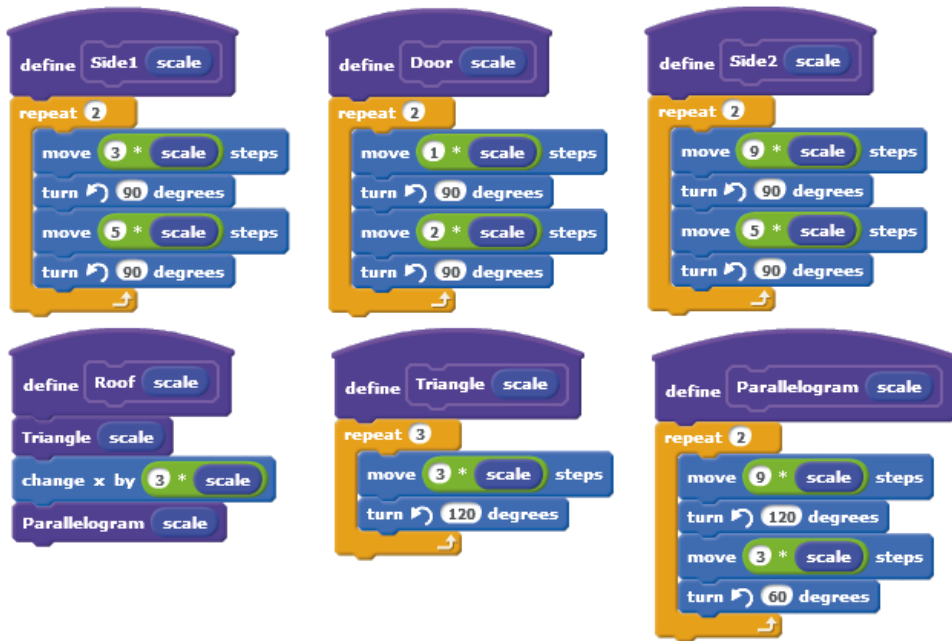 define Side1 scale
repeat 2
move 3 * scale steps
turn 90 degrees
move 5 * scale steps
turn 90 degrees
define Door scale
repeat 2
move 1 * scale steps
turn 90 degrees
move 2 * scale steps
turn 90 degrees
define Side2 scale
repeat 2
move 9 * scale steps
turn 90 degrees
move 5 * scale steps
turn 90 degrees
define Roof scale
Triangle scale
change x by 3 * scale
Parallelogram scale
define Triangle scale
repeat 3
move 3 * scale steps
turn 120 degrees
define Parallelogram scale
repeat 2
move 9 * scale steps
turn 120 degrees
move 3 * scale steps
turn 60 degrees